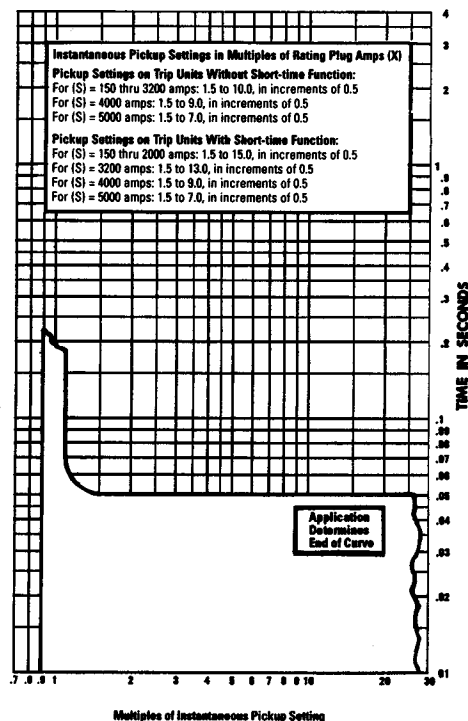 Instantaneous Pickup Settings in Multiples of Rating Plug Amps (X)
Pickup Settings on Trip Units Without Short-time Function:
For (S) = 150 thru 3200 amps: 1.5 to 10.0, in increments of 0.5
For (S) = 4000 amps: 1.5 to 9.0, in increments of 0.5
For (S) = 5000 amps: 1.5 to 7.0, in increments of 0.5
Pickup Settings on Trip Units With Short-time Function:
For (S) = 150 thru 2000 amps: 1.5 to 15.0, in increments of 0.5
For (S) = 3200 amps: 1.5 to 13.0, in increments of 0.5
For (S) = 4000 amps: 1.5 to 9.0, in increments of 0.5
For (S) = 5000 amps: 1.5 to 7.0, in increments of 0.5
4
3
2
1
.9
.8
.7
.6
.5
.4
.3
.2
.1
.09
.08
.07
.06
.05
.04
.03
.02
01
TIME IN SECONDS
Application
Determines
End of Curve
.7 .8 .9 1 2 3 4 5 6 7 8 9 10 20 30
Multiples of Instantaneous Pickup Setting